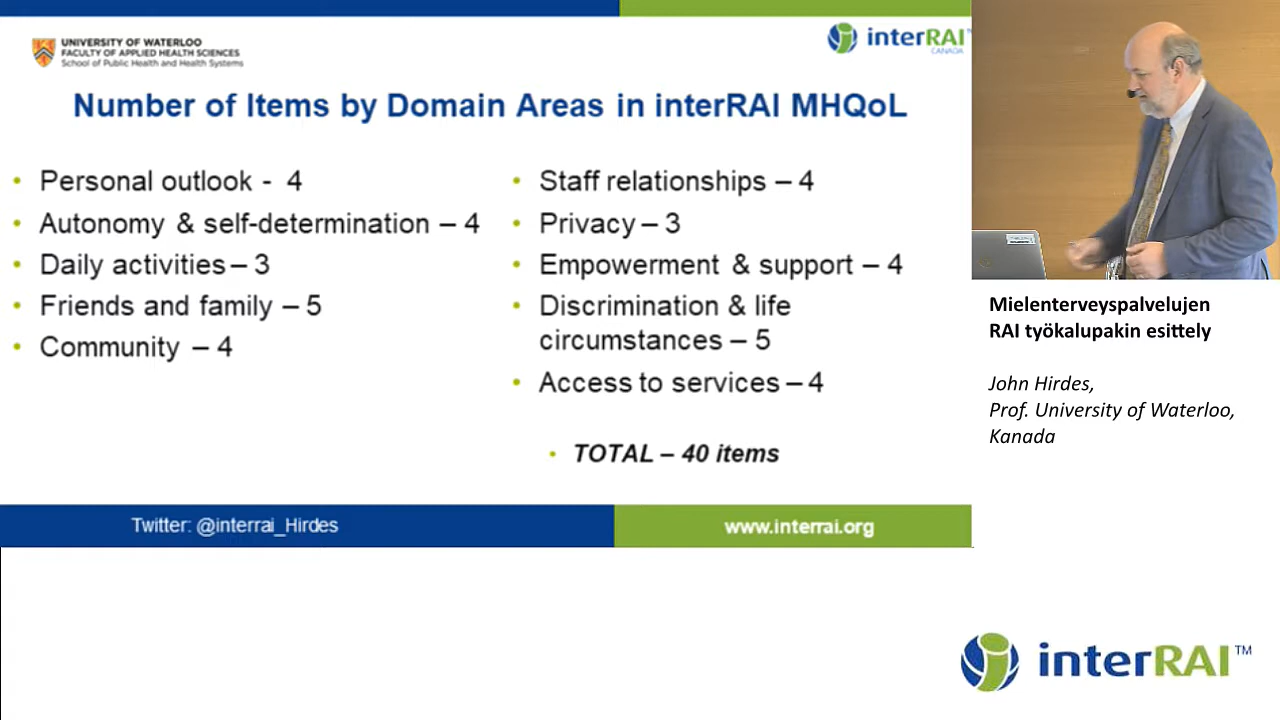 UNIVERSITY OF WATERLOO
FACULTY OF APPLIED HEALTH SCIENCES
School of Public Health and Health Systems
interRAI
CANADA
Number of Items by Domain Areas in interRAI MHQoL
• Personal outlook - 4
• Autonomy & self-determination – 4
• Daily activities – 3
• Friends and family – 5
• Community – 4
• Staff relationships – 4
• Privacy – 3
• Empowerment & support – 4
• Discrimination & life
circumstances – 5
• Access to services – 4
• TOTAL – 40 items
Twitter: @interrai_Hirdes
www.interrai.org
Mielenterveyspalvelujen
RAI työkalupakin esittely
John Hirdes,
Prof. University of Waterloo,
Kanada
interRAI™